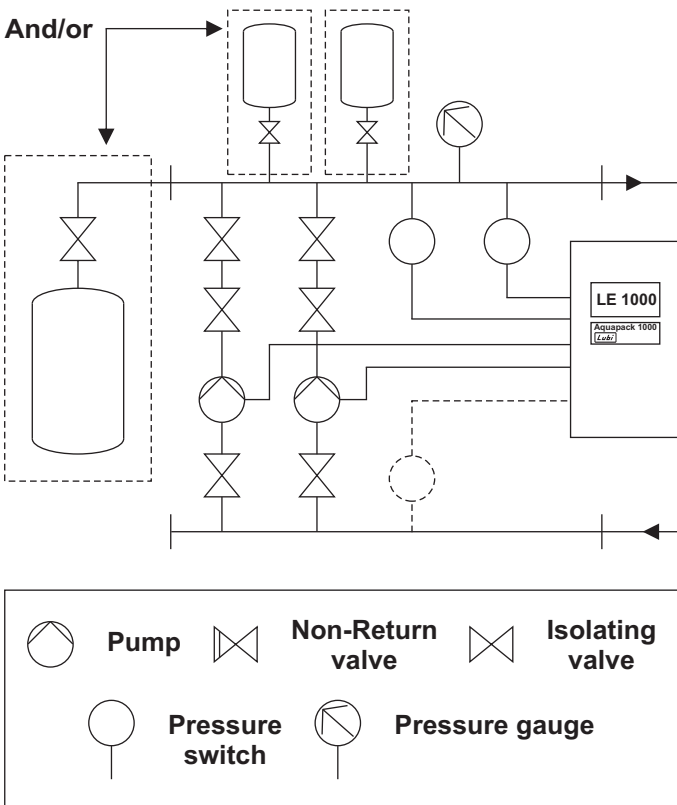 And/or
LE 1000
Aquapack 1000
Lubi
Pump
Non-Return
valve
Isolating
valve
Pressure
switch
Pressure gauge